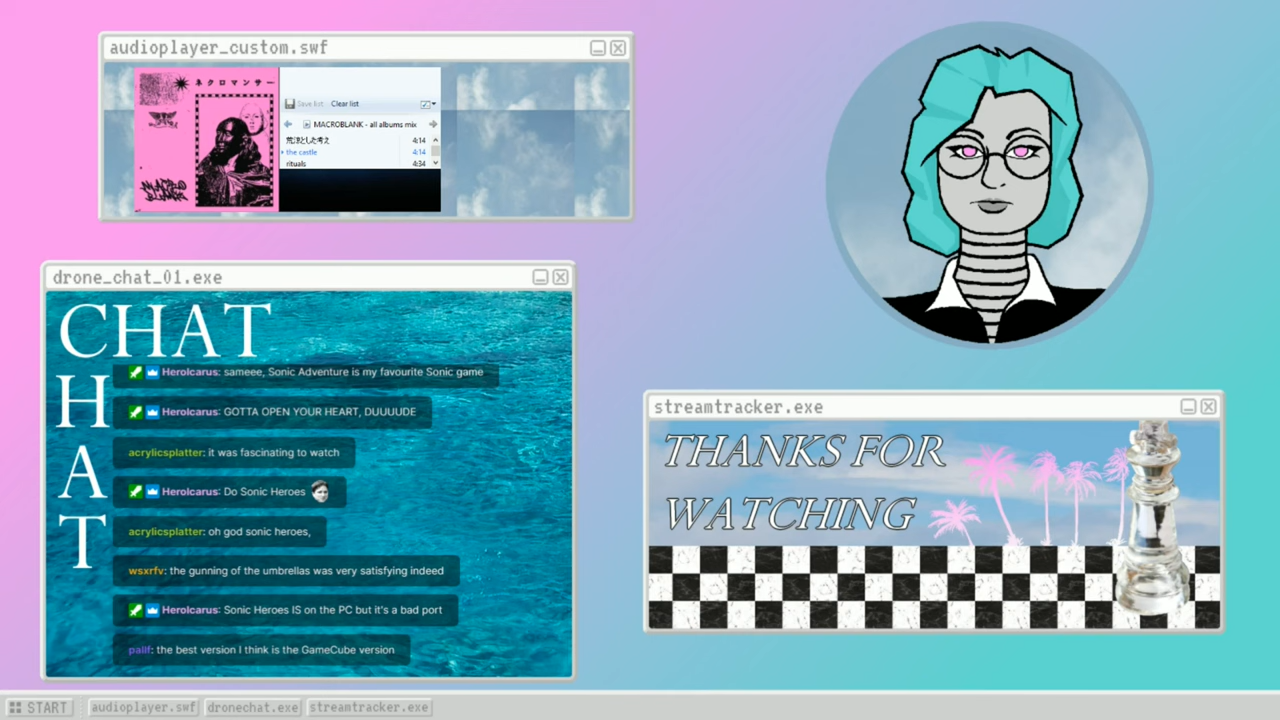 audioplayer_custom.swf
ネクロマンサー
MACRO
BLANK
Save list Clear list
MACROBLANK - all albums mix
荒涼とした考え 4:14
the castle 4:14
rituals 4:34
drone_chat_01.exe
CHAT
H
A
T
HeroIcarus: sameee, Sonic Adventure is my favourite Sonic game
HeroIcarus: GOTTA OPEN YOUR HEART, DUUUUDE
acrylicsplatter: it was fascinating to watch
HeroIcarus: Do Sonic Heroes
acrylicsplatter: oh god sonic heroes,
wsxrfv: the gunning of the umbrellas was very satisfying indeed
HeroIcarus: Sonic Heroes IS on the PC but it's a bad port
pallf: the best version I think is the GameCube version
streamtracker.exe
THANKS FOR
WATCHING
START audioplayer.swf dronechat.exe streamtracker.exe